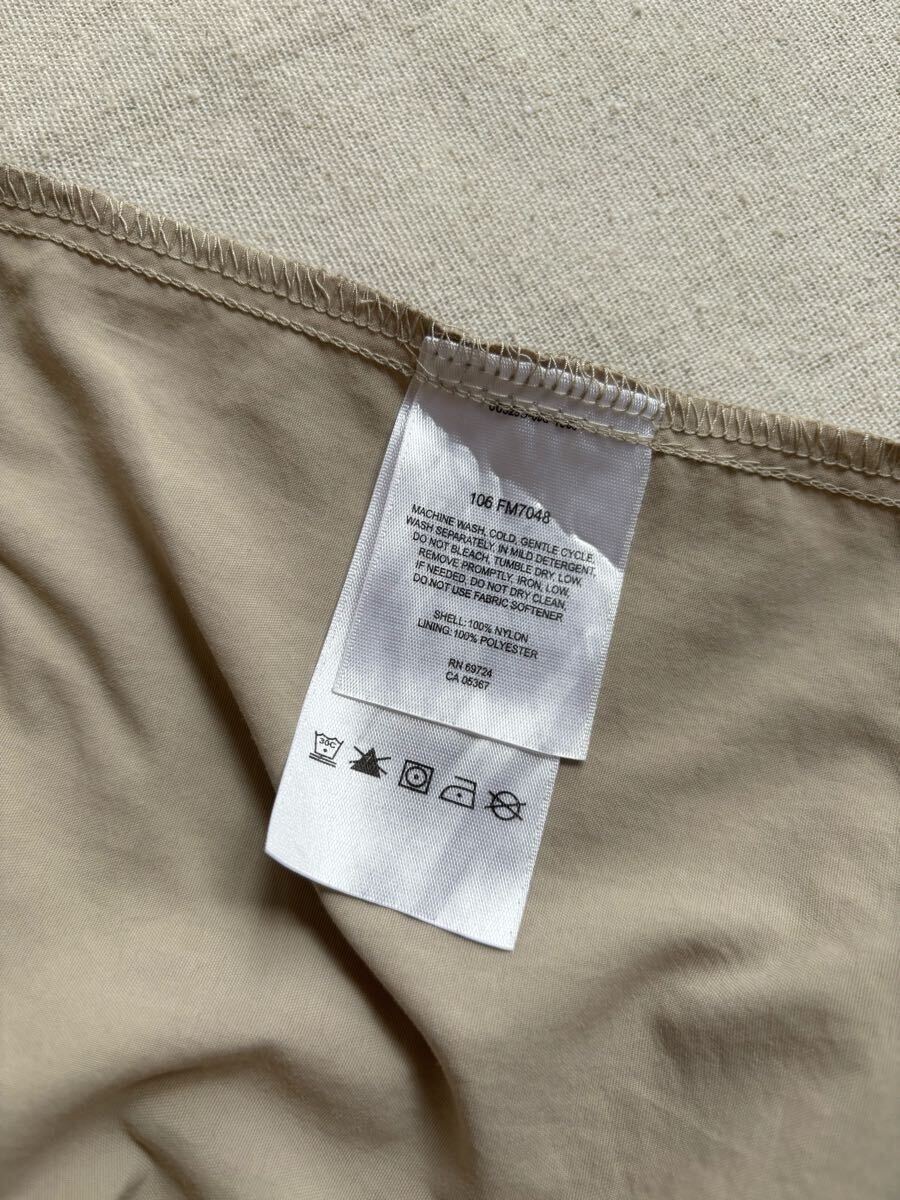 106 FM7048
MACHINE WASH, COLD, GENTLE CYCLE,
WASH SEPARATELY, IN MILD DETERGENT,
DO NOT BLEACH, TUMBLE DRY, LOW.
REMOVE PROMPTLY, IRON, LOW.
IF NEEDED, DO NOT DRY CLEAN.
DO NOT USE FABRIC SOFTENER
SHELL:100% NYLON
LINING:100% POLYESTER
RN 69724
CA 05367
30C